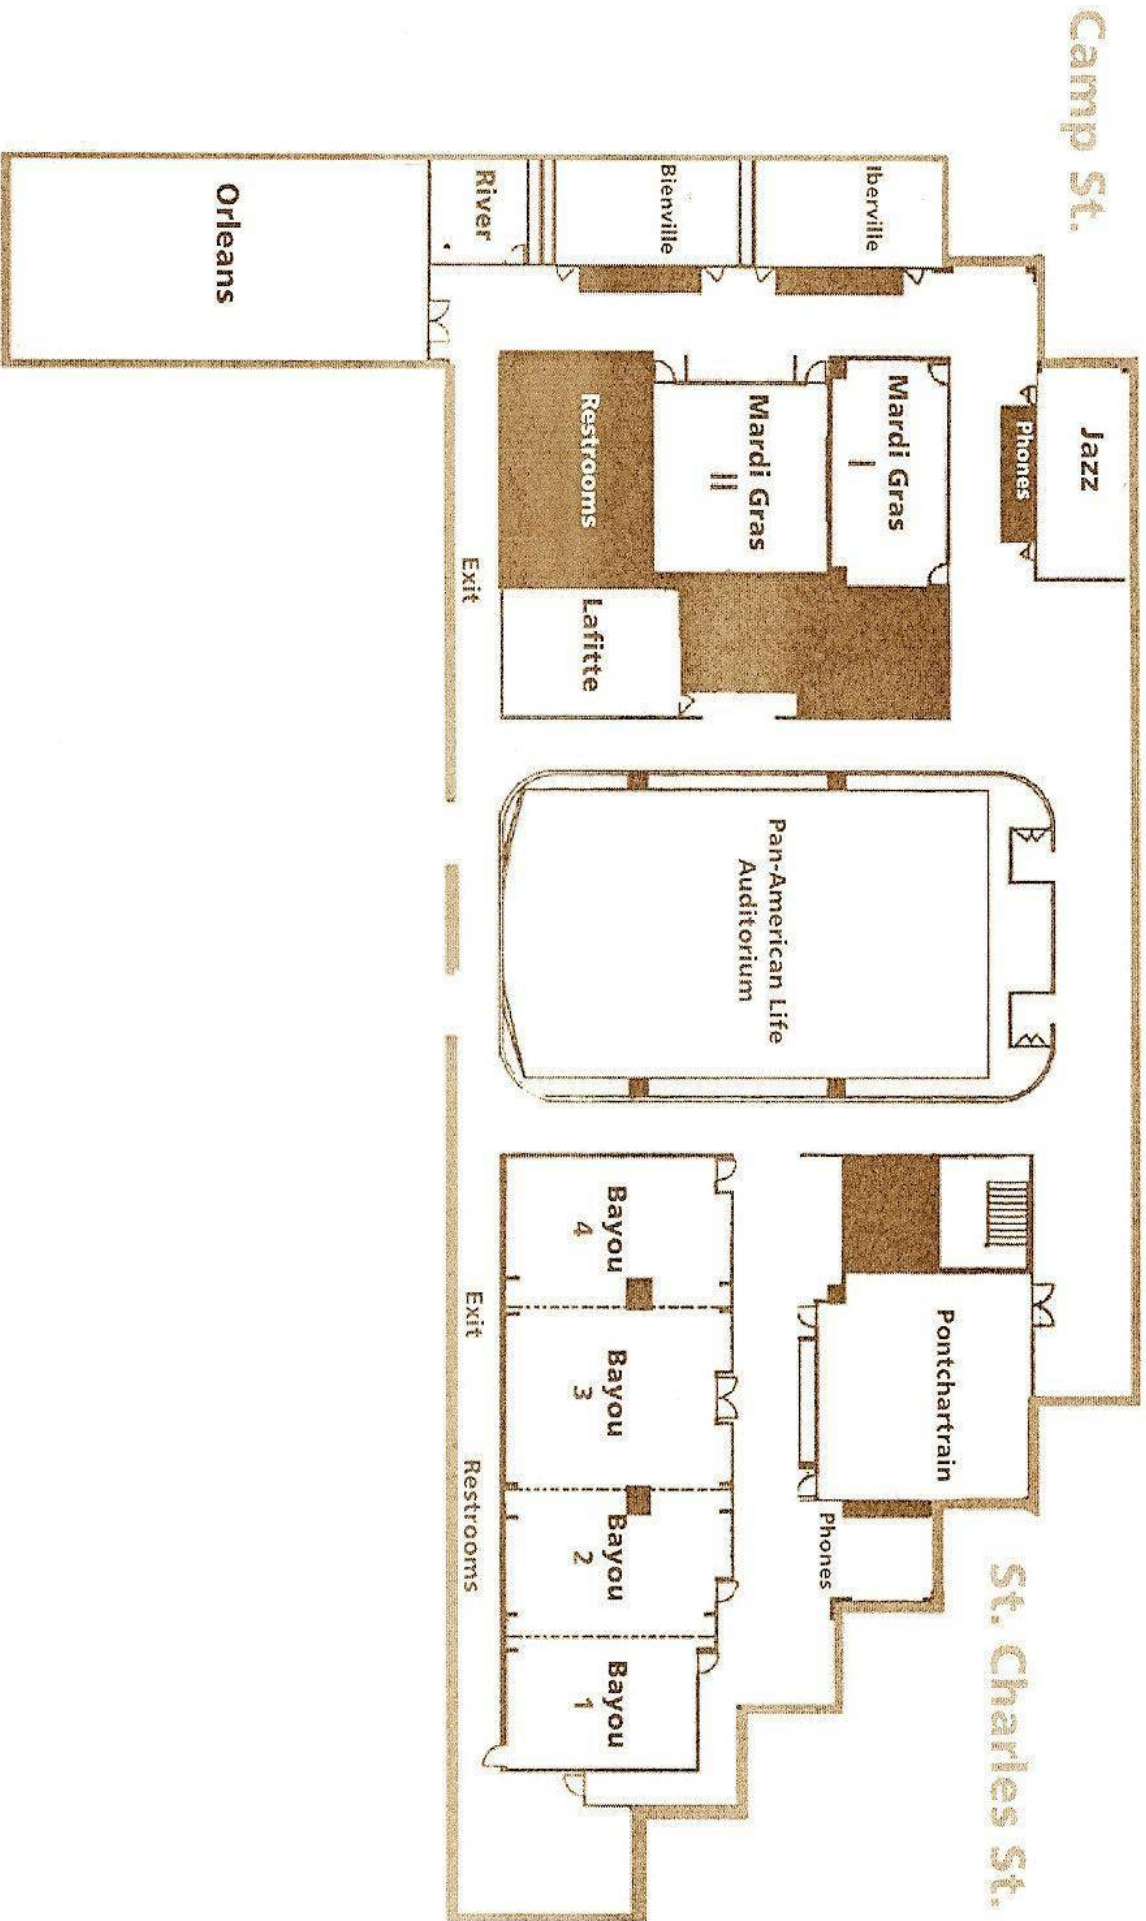 Camp St.
St. Charles St.
Jazz
Phones
Iberville
Mardi Gras
I
Pontchartrain
Phones
Bienville
Mardi Gras
II
Pan-American Life
Auditorium
River
Restrooms
Lafitte
Bayou
4
Bayou
3
Bayou
2
Bayou
1
Exit
Exit
Restrooms
Orleans